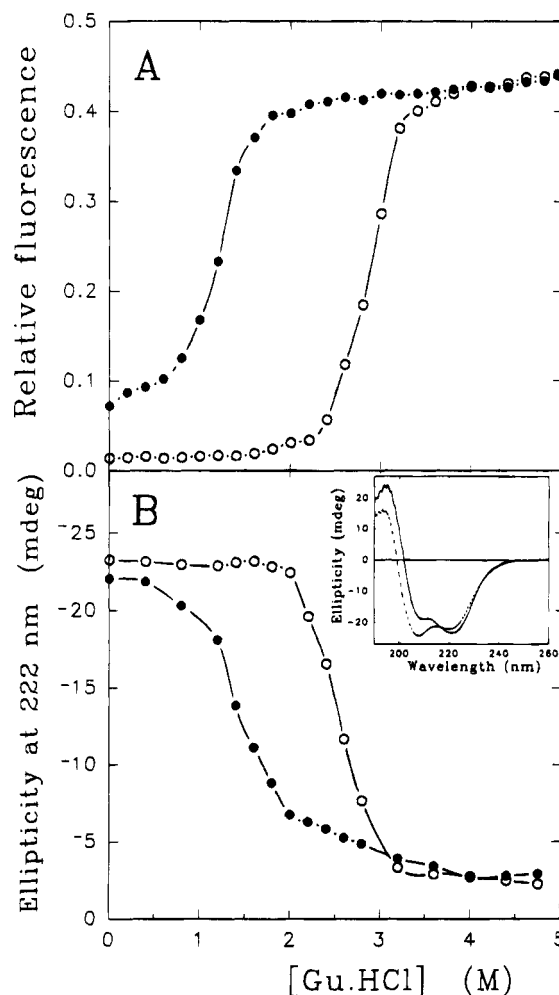 A
Relative fluorescence
0.5
0.4
0.3
0.2
0.1
0.0
B
Ellipticity at 222 nm (mdeg)
-25
-20
-15
-10
-5
0
Ellipticity
20
10
0
-10
-20
200 220 240 260
Wavelength (nm)
0 1 2 3 4 5
[Gu.HCl] (M)